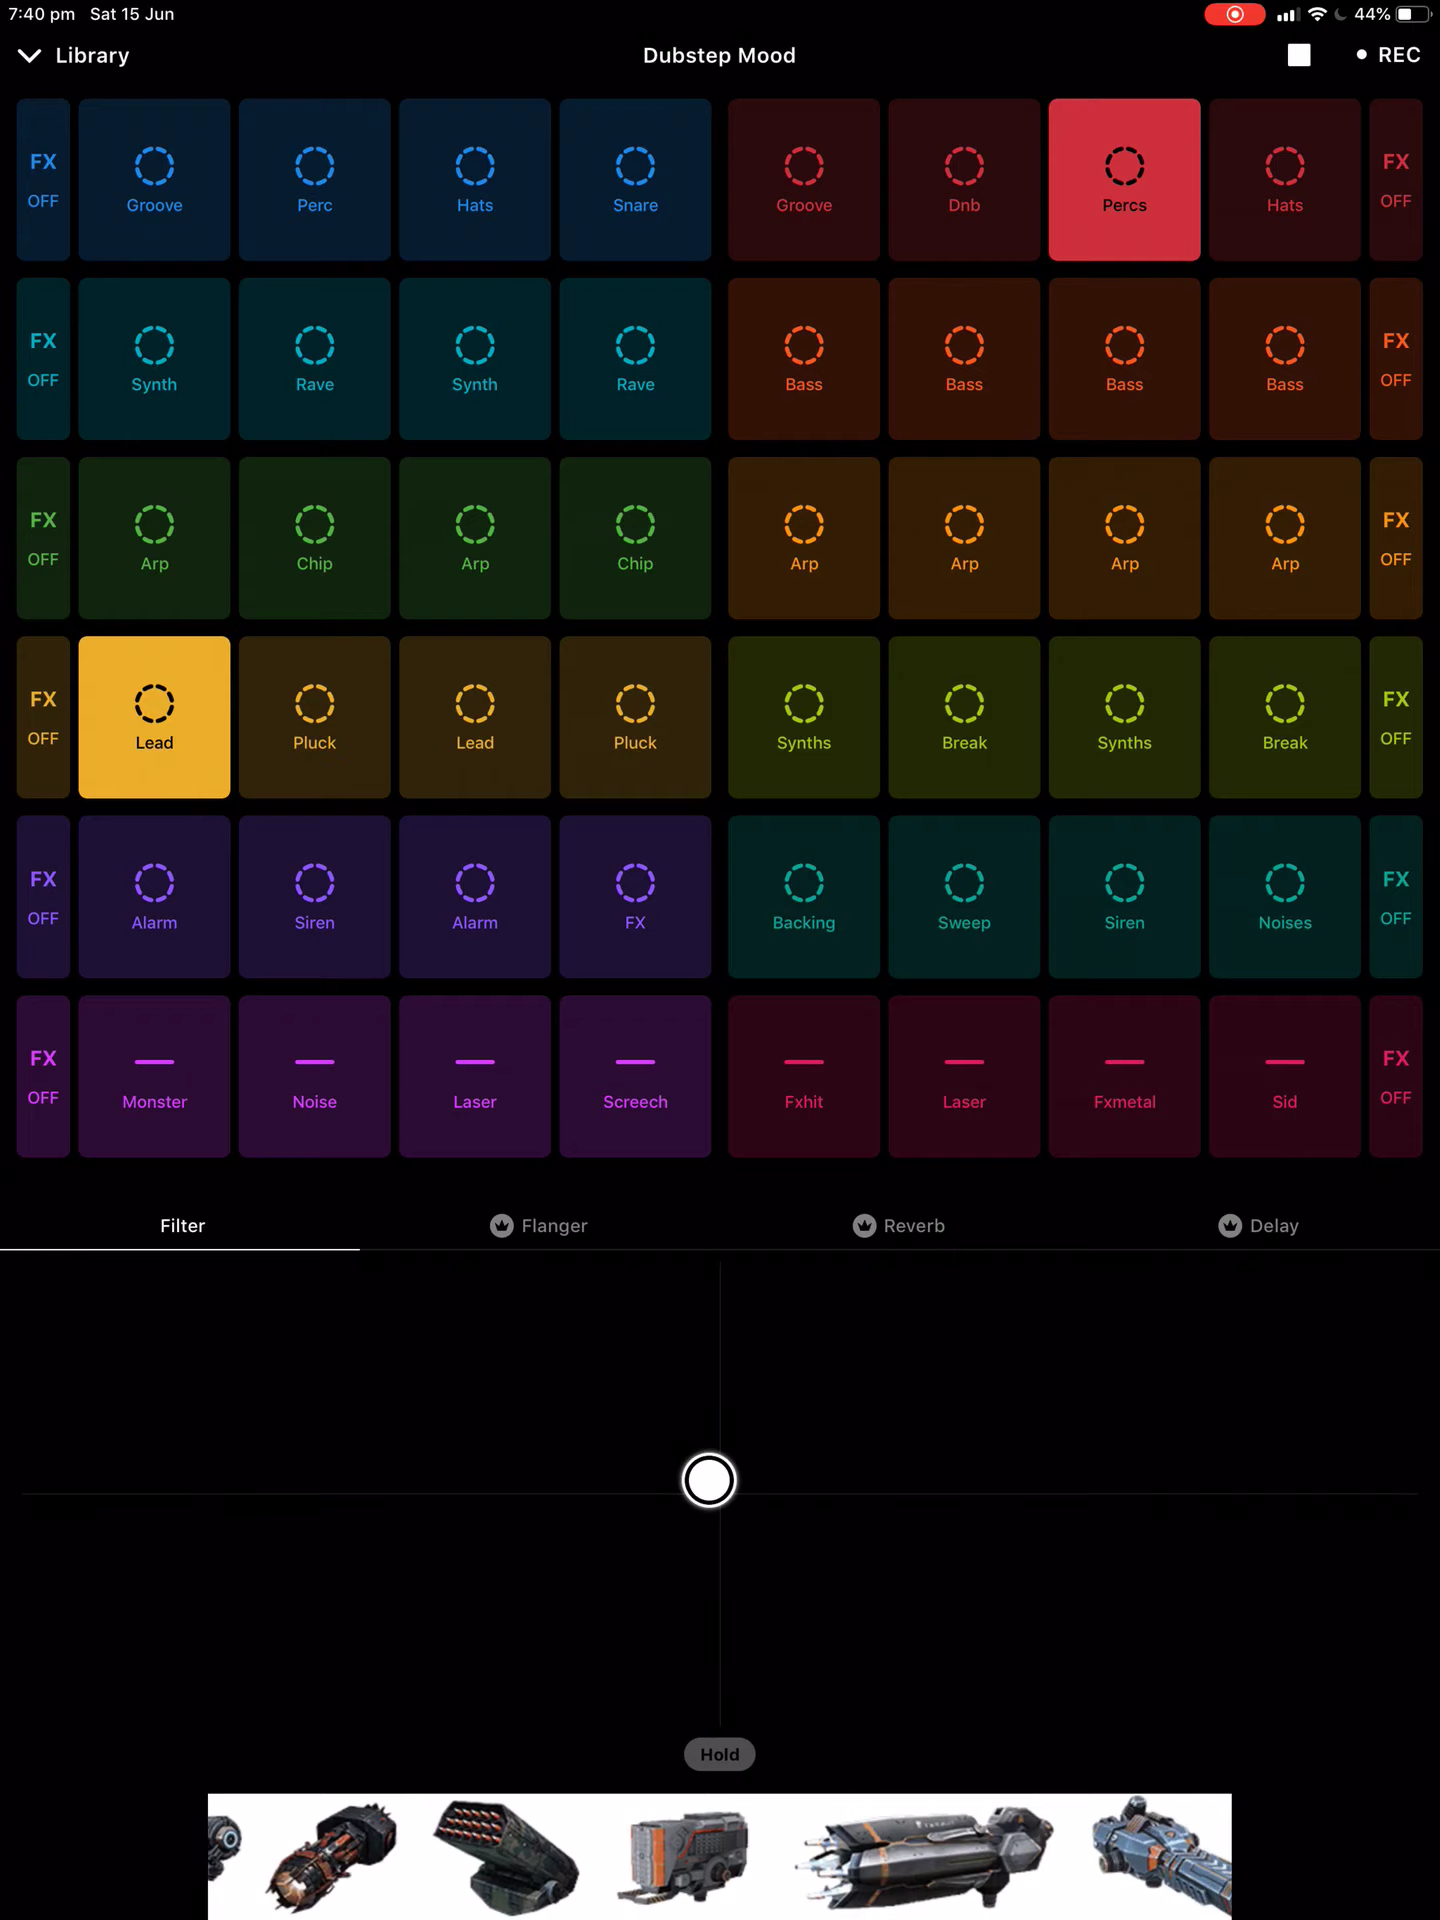 7:40 pm Sat 15 Jun 44%
Library Dubstep Mood REC
FX OFF Groove Perc Hats Snare Groove Dnb Percs Hats FX OFF
FX OFF Synth Rave Synth Rave Bass Bass Bass Bass FX OFF
FX OFF Arp Chip Arp Chip Arp Arp Arp Arp FX OFF
FX OFF Lead Pluck Lead Pluck Synths Break Synths Break FX OFF
FX OFF Alarm Siren Alarm FX Backing Sweep Siren Noises FX OFF
FX OFF Monster Noise Laser Screech Fxhit Laser Fxmetal Sid FX OFF
Filter Flanger Reverb Delay
Hold